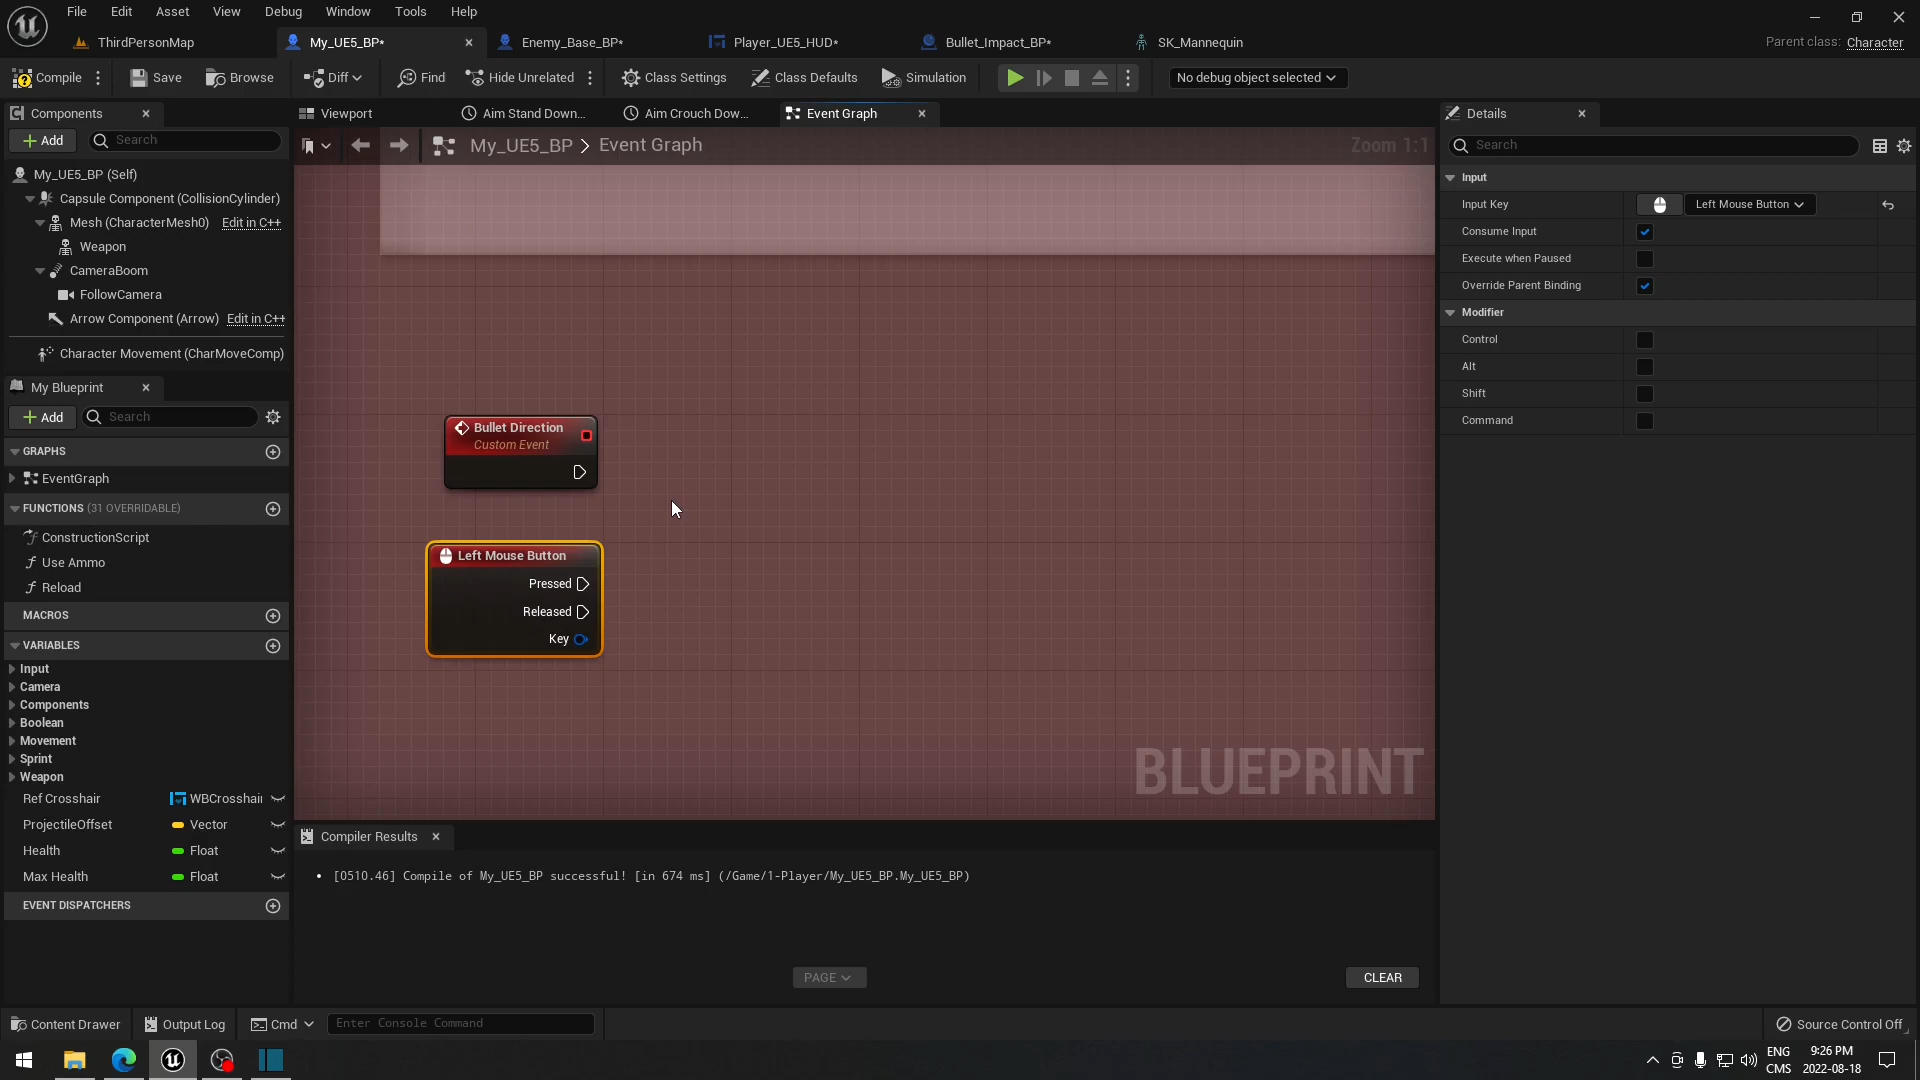 File Edit Asset View Debug Window Tools Help
ThirdPersonMap My_UE5_BP* Enemy_Base_BP* Player_UE5_HUD* Bullet_Impact_BP* SK_Mannequin Parent class: Character
Compile Save Browse Diff Find Hide Unrelated Class Settings Class Defaults Simulation No debug object selected
Components
Add Search
My_UE5_BP (Self)
Capsule Component (CollisionCylinder)
Mesh (CharacterMesh0) Edit in C++
Weapon
CameraBoom
FollowCamera
Arrow Component (Arrow) Edit in C++
Character Movement (CharMoveComp)
My Blueprint
Add Search
GRAPHS
EventGraph
FUNCTIONS (31 OVERRIDABLE)
ConstructionScript
Use Ammo
Reload
MACROS
VARIABLES
Input
Camera
Components
Boolean
Movement
Sprint
Weapon
Ref Crosshair WBCrosshair
ProjectileOffset Vector
Health Float
Max Health Float
EVENT DISPATCHERS
Viewport Aim Stand Down... Aim Crouch Dow... Event Graph
My_UE5_BP > Event Graph Zoom 1:1
Bullet Direction
Custom Event
Left Mouse Button
Pressed
Released
Key
BLUEPRINT
Compiler Results
[0510.46] Compile of My_UE5_BP successful! [in 674 ms] (/Game/1-Player/My_UE5_BP.My_UE5_BP)
PAGE CLEAR
Details
Search
Input
Input Key Left Mouse Button
Consume Input
Execute when Paused
Override Parent Binding
Modifier
Control
Alt
Shift
Command
Content Drawer Output Log Cmd Enter Console Command Source Control Off
ENG 9:26 PM
CMS 2022-08-18